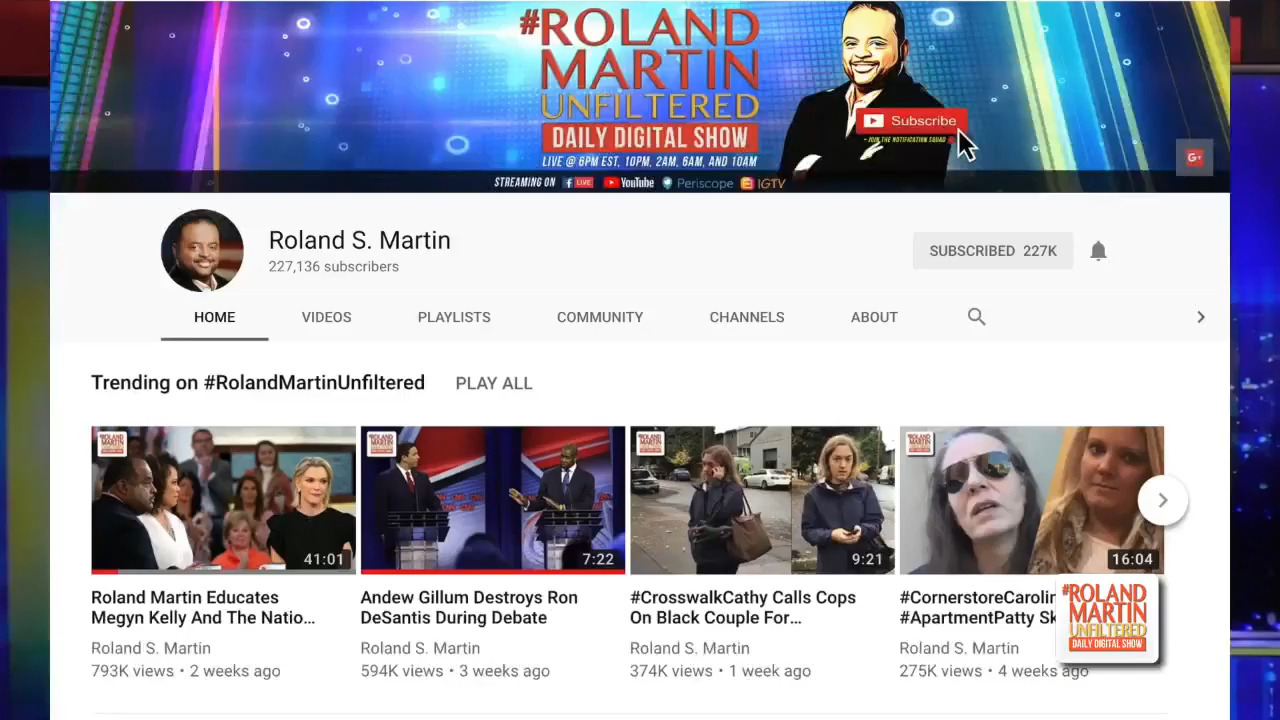 #ROLAND
MARTIN
UNFILTERED
DAILY DIGITAL SHOW
LIVE @ 6PM EST, 10PM, 2AM, 6AM, AND 10AM
Subscribe
- JOIN THE NOTIFICATION SQUAD
STREAMING ON f LIVE YouTube Periscope IGTV
G+
Roland S. Martin
227,136 subscribers
SUBSCRIBED 227K
HOME VIDEOS PLAYLISTS COMMUNITY CHANNELS ABOUT
Trending on #RolandMartinUnfiltered PLAY ALL
41:01
7:22
9:21
16:04
Roland Martin Educates
Megyn Kelly And The Natio...
Roland S. Martin
793K views • 2 weeks ago
Andew Gillum Destroys Ron
DeSantis During Debate
Roland S. Martin
594K views • 3 weeks ago
#CrosswalkCathy Calls Cops
On Black Couple For...
Roland S. Martin
374K views • 1 week ago
#CornerstoreCarolin
#ApartmentPatty Sk
Roland S. Martin
275K views • 4 weeks ago
#ROLAND
MARTIN
UNFILTERED
DAILY DIGITAL SHOW